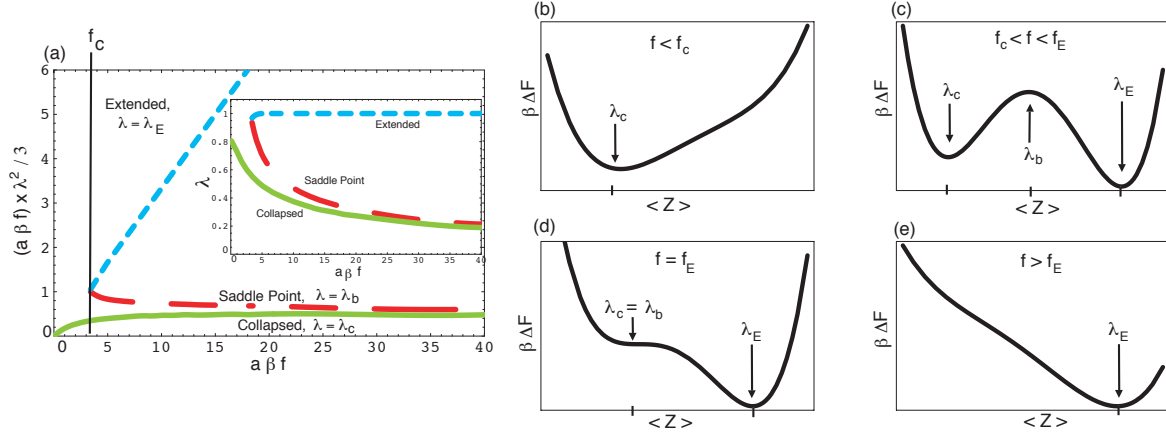 (a)
f_c
(a β f) x λ² / 3
6
5
4
3
2
1
0
Extended,
λ = λ_E
Saddle Point, λ = λ_b
Collapsed, λ = λ_c
0 5 10 15 20 25 30 35 40
a β f
λ
1
0.8
0.6
0.4
0.2
0
Extended
Saddle Point
Collapsed
0 5 10 15 20 25 30 35 40
a β f
(b)
f < f_c
β ΔF
λ_c
< Z >
(c)
f_c < f < f_E
β ΔF
λ_c
λ_b
λ_E
< Z >
(d)
f = f_E
β ΔF
λ_c = λ_b
λ_E
< Z >
(e)
f > f_E
β ΔF
λ_E
< Z >